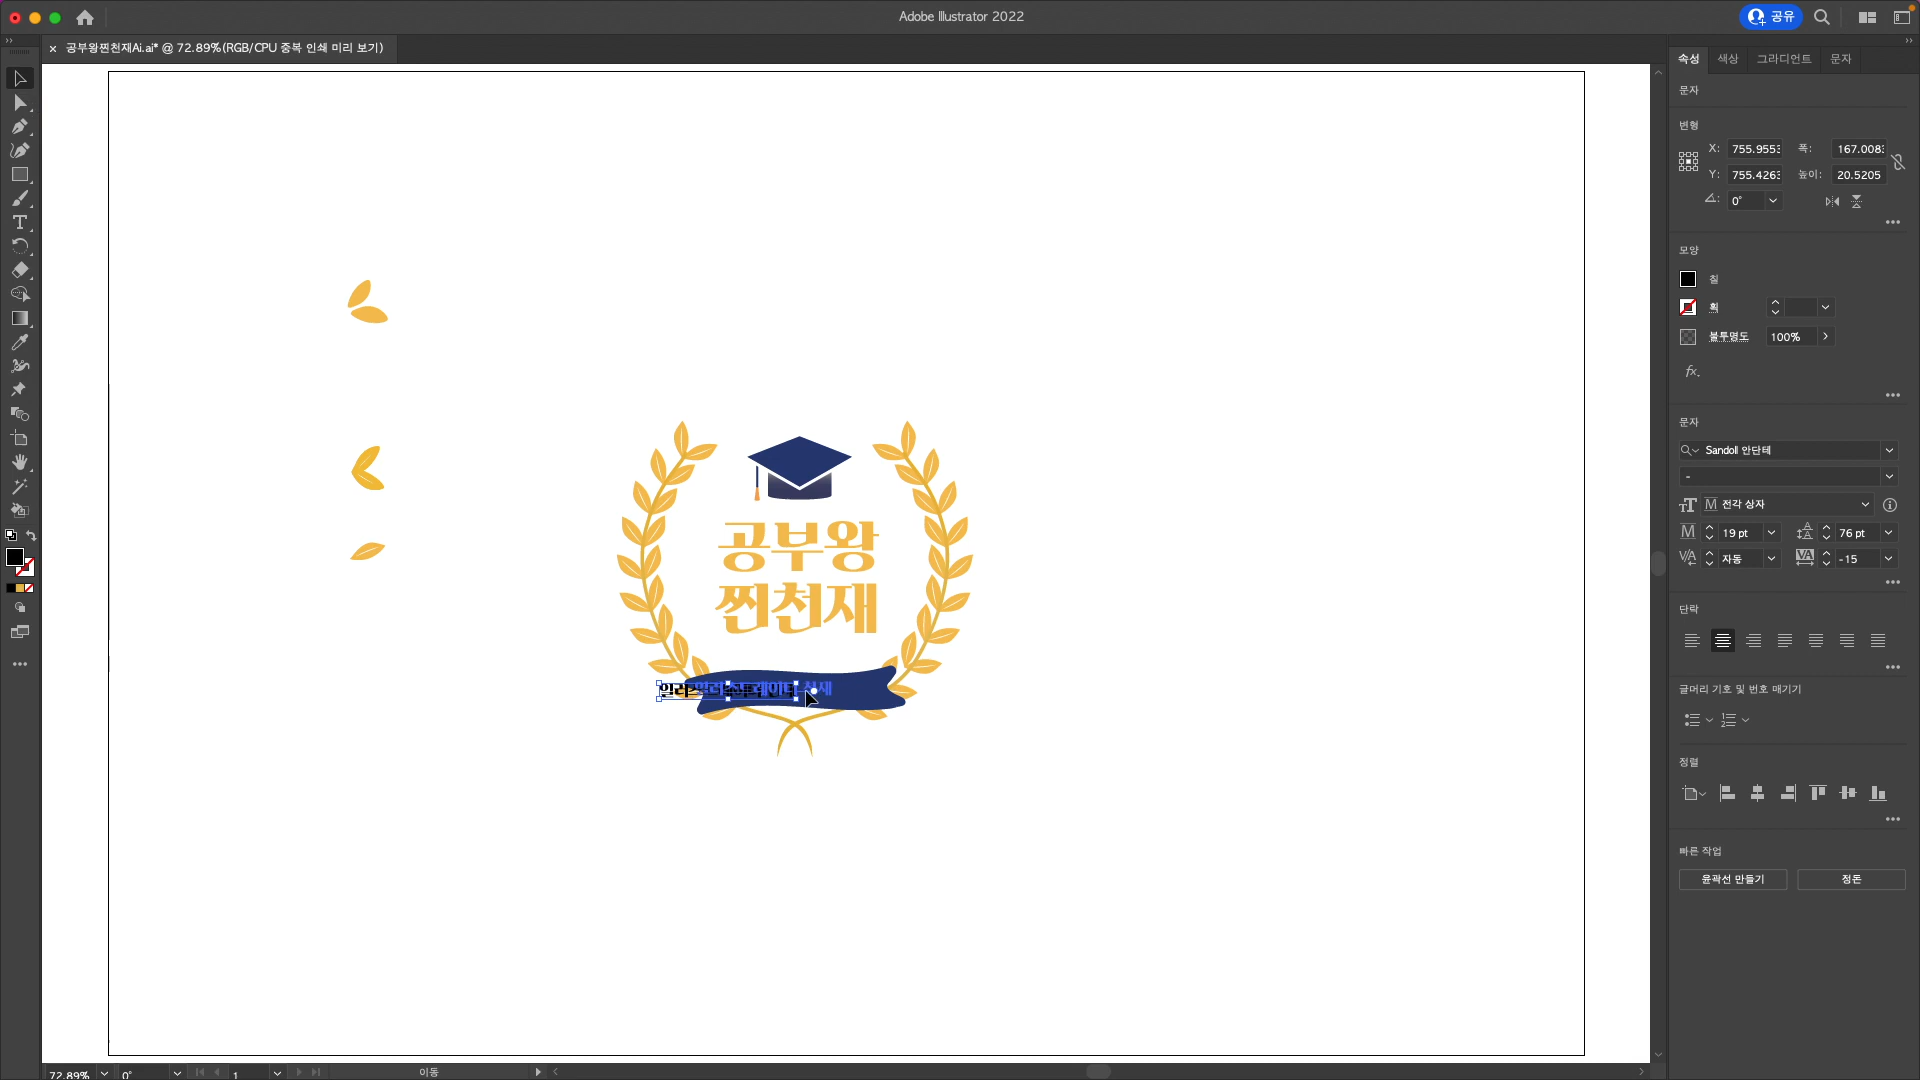 Adobe Illustrator 2022
공유
공부왕찐천재Ai.ai* @ 72.89%(RGB/CPU 중복 인쇄 미리 보기)
속성 색상 그라디언트 문자
문자
변형
X: 755.9553 폭: 167.0083
Y: 755.4263 높이: 20.5205
0°
모양
칠
획
불투명도 100%
fx.
문자
Sandoll 안단테
-
전각 상자
19 pt 76 pt
자동 -15
단락
글머리 기호 및 번호 매기기
정렬
빠른 작업
윤곽선 만들기 정돈
공부왕
찐천재
72.89% 0° 1 이동